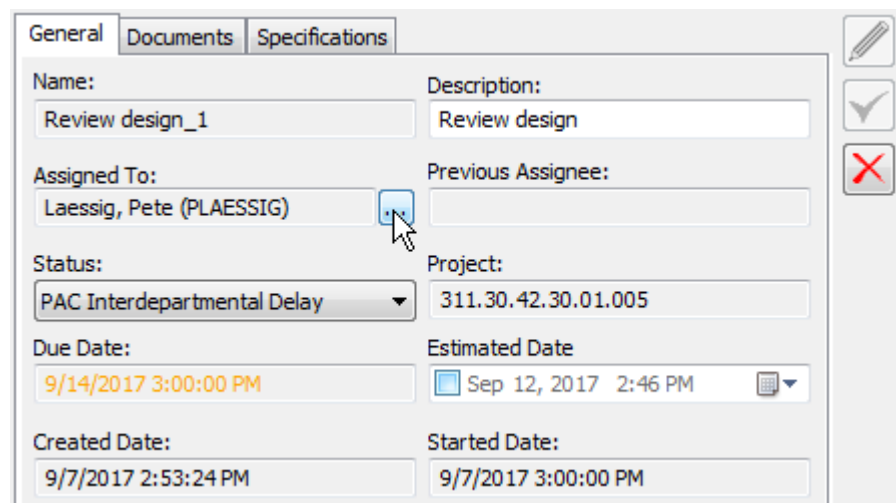 General Documents Specifications
Name:
Description:
Review design_1
Review design
Assigned To:
Previous Assignee:
Laessig, Pete (PLAESSIG)
...
Status:
Project:
PAC Interdepartmental Delay
311.30.42.30.01.005
Due Date:
Estimated Date
9/14/2017 3:00:00 PM
Sep 12, 2017 2:46 PM
Created Date:
Started Date:
9/7/2017 2:53:24 PM
9/7/2017 3:00:00 PM